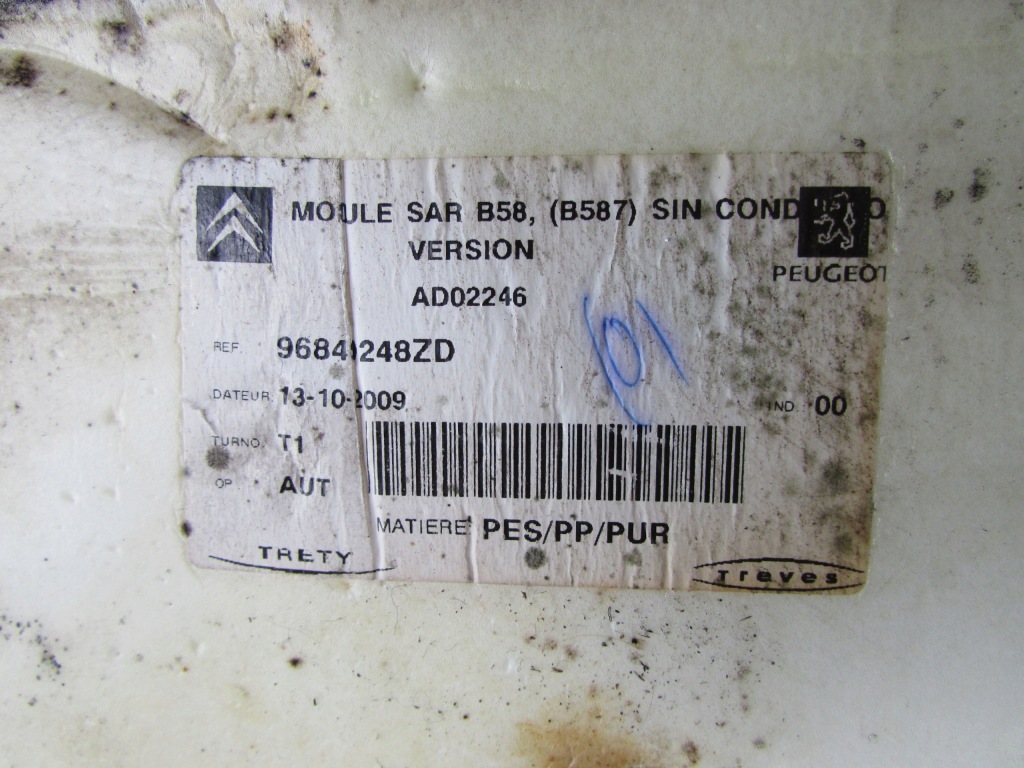 MOULE SAR B58, (B587) SIN COND
VERSION
PEUGEOT
AD02246
REF. 96840248ZD
DATEUR 13-10-2009
IND. 00
TURNO. T1
OP AUT
MATIERE PES/PP/PUR
TRETY
Treves